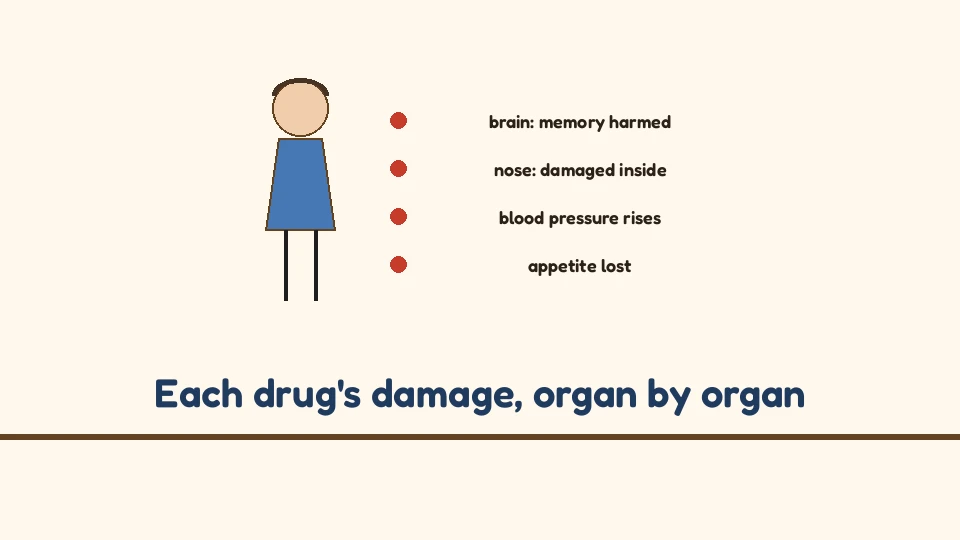 brain: memory harmed
nose: damaged inside
blood pressure rises
appetite lost
Each drug's damage, organ by organ